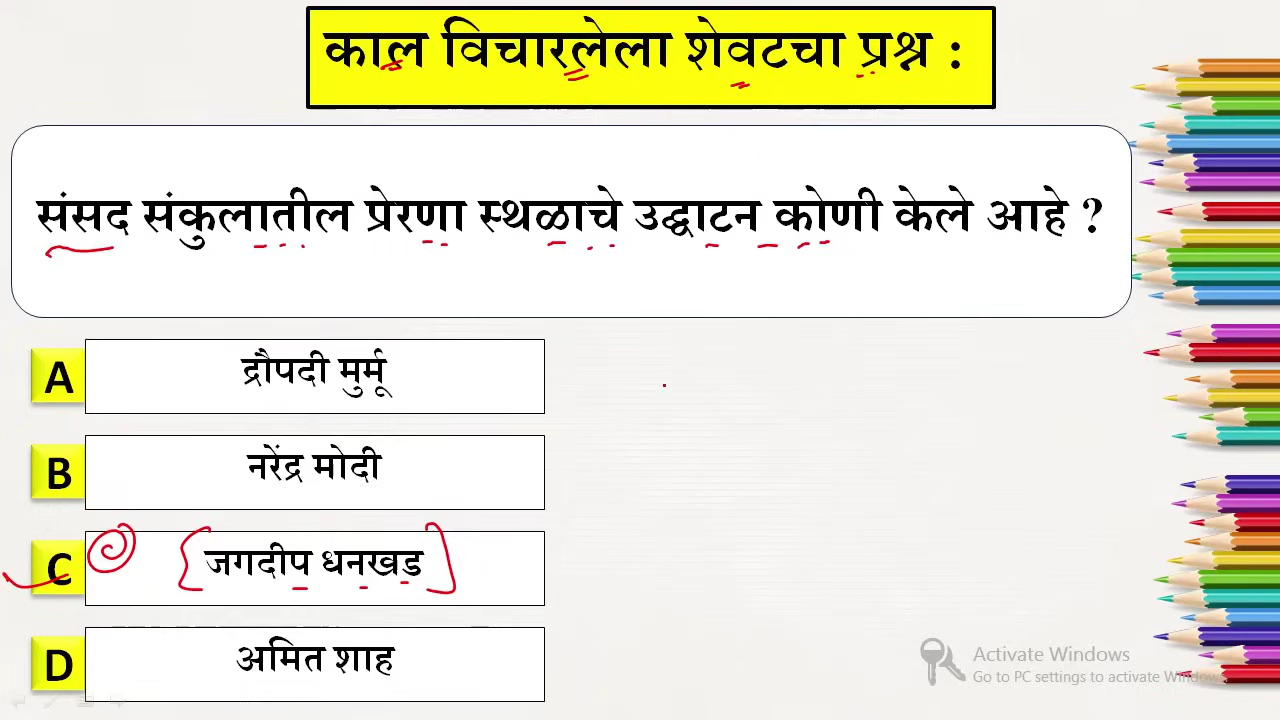 काल विचारलेला शेवटचा प्रश्न :
संसद संकुलातील प्रेरणा स्थळाचे उद्घाटन कोणी केले आहे ?
A द्रौपदी मुर्मू
B नरेंद्र मोदी
C जगदीप धनखड
D अमित शाह
Activate Windows
Go to PC settings to activate Windows.